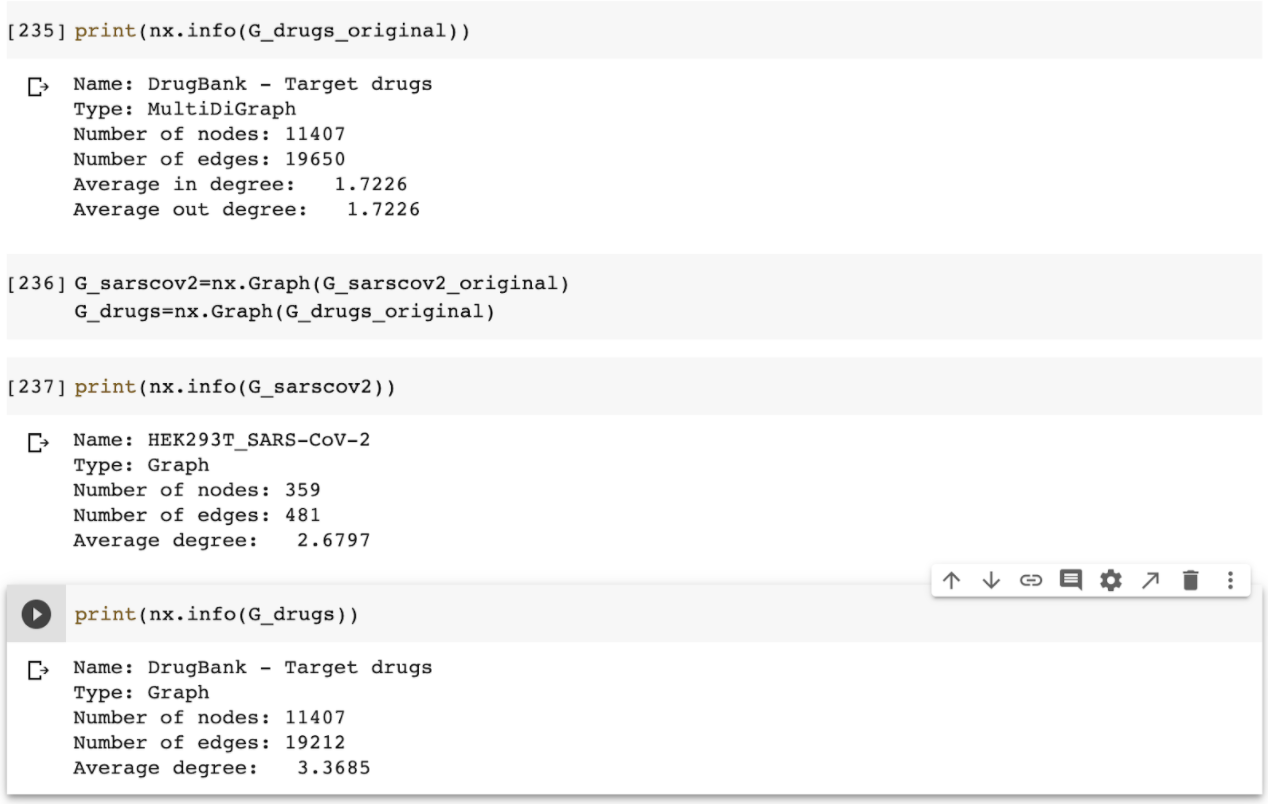 [235] print(nx.info(G_drugs_original))
Name: DrugBank - Target drugs
Type: MultiDiGraph
Number of nodes: 11407
Number of edges: 19650
Average in degree:   1.7226
Average out degree:   1.7226
[236] G_sarscov2=nx.Graph(G_sarscov2_original)
G_drugs=nx.Graph(G_drugs_original)
[237] print(nx.info(G_sarscov2))
Name: HEK293T_SARS-CoV-2
Type: Graph
Number of nodes: 359
Number of edges: 481
Average degree:   2.6797
print(nx.info(G_drugs))
Name: DrugBank - Target drugs
Type: Graph
Number of nodes: 11407
Number of edges: 19212
Average degree:   3.3685